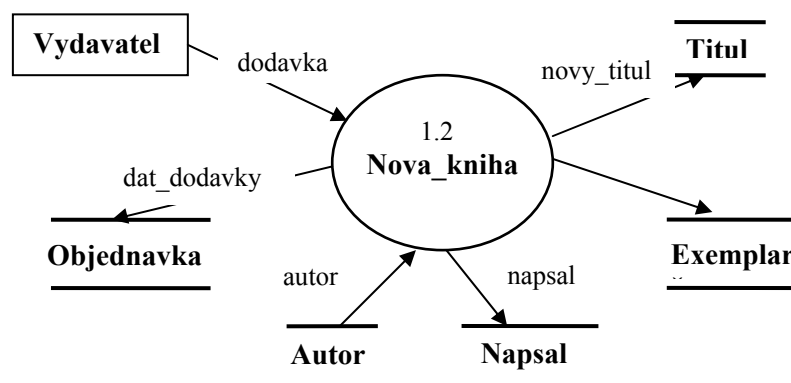 Vydavatel
dodavka
Titul
novy_titul
1.2
Nova_kniha
dat_dodavky
Objednavka
Exemplar
autor
napsal
Autor
Napsal